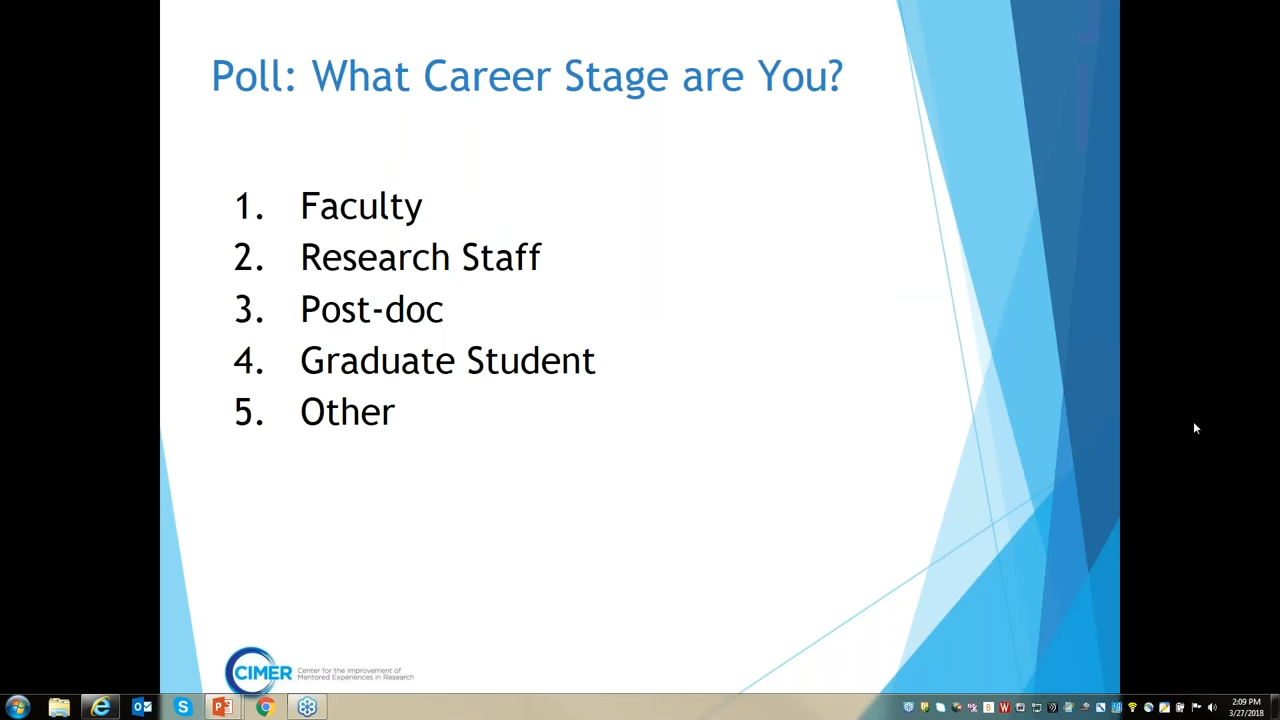 Poll: What Career Stage are You?
1. Faculty
2. Research Staff
3. Post-doc
4. Graduate Student
5. Other
CIMER
Center for the Improvement of
Mentored Experiences in Research
2:09 PM
3/27/2018